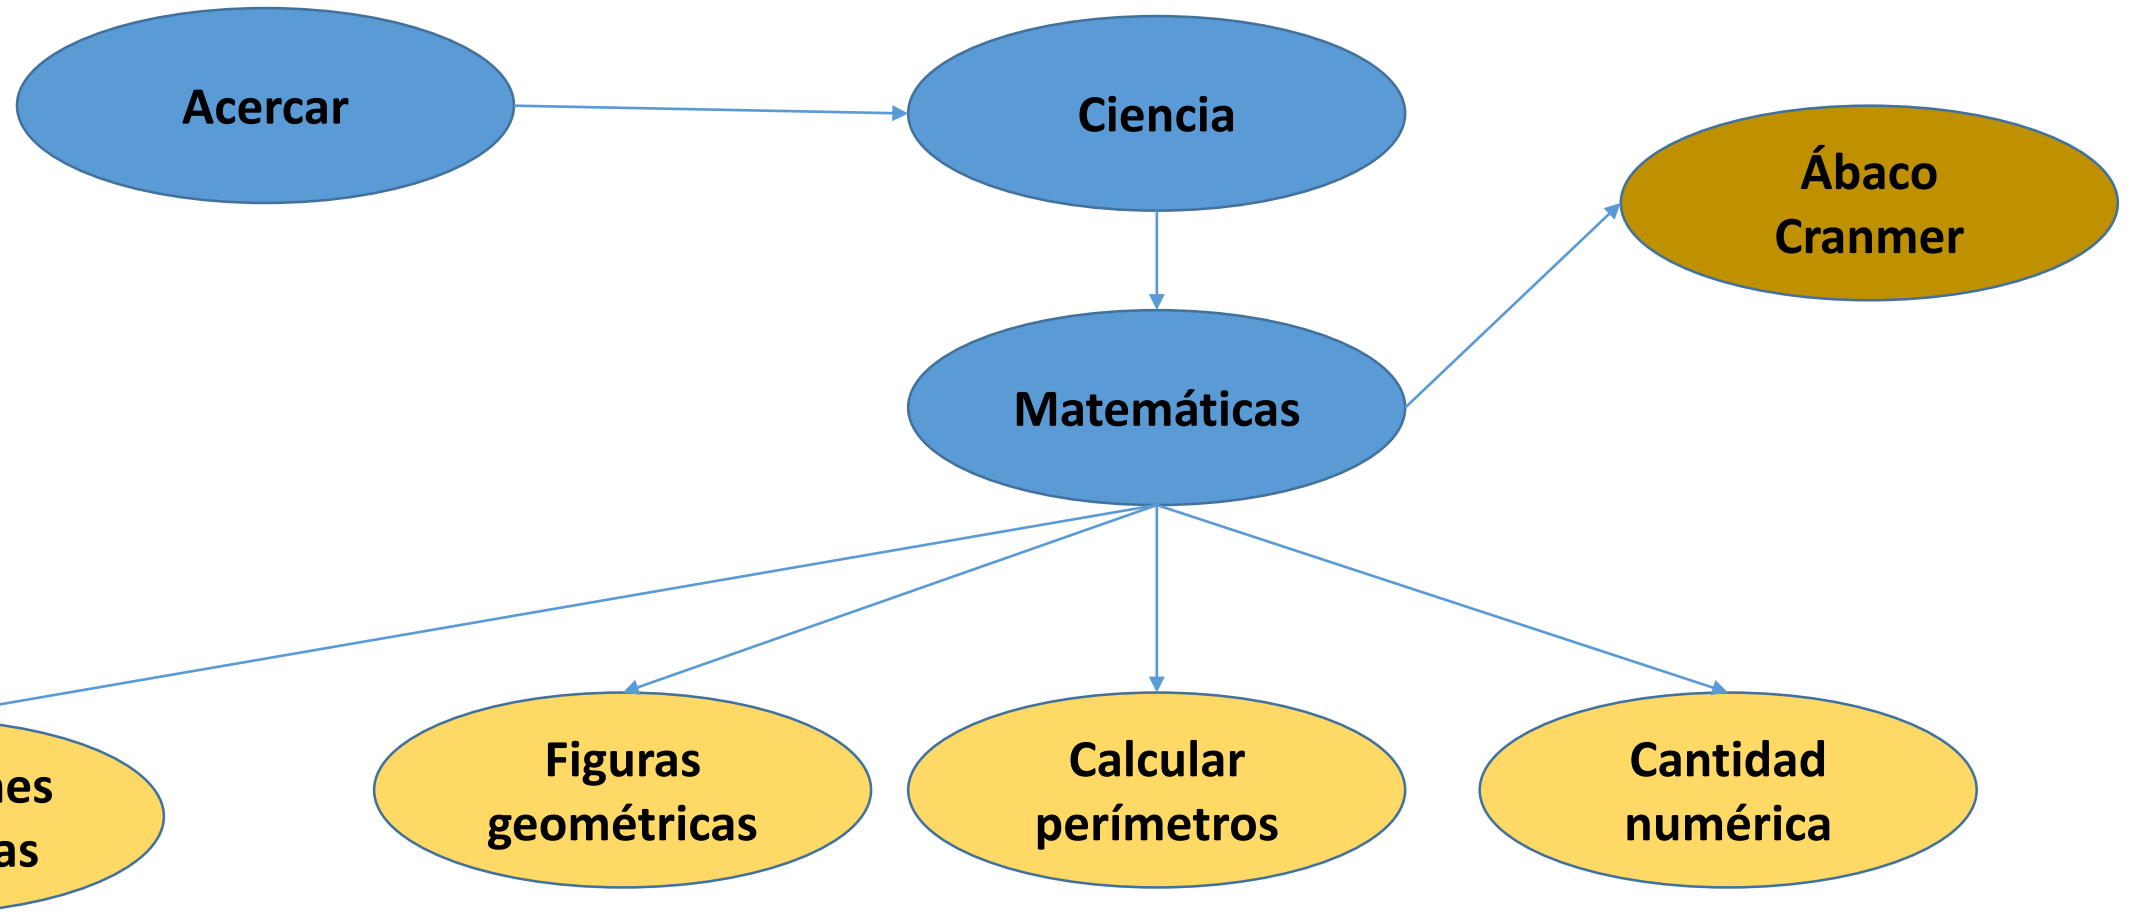 Acercar
Ciencia
Ábaco
Cranmer
Matemáticas
Figuras
geométricas
Calcular
perímetros
Cantidad
numérica